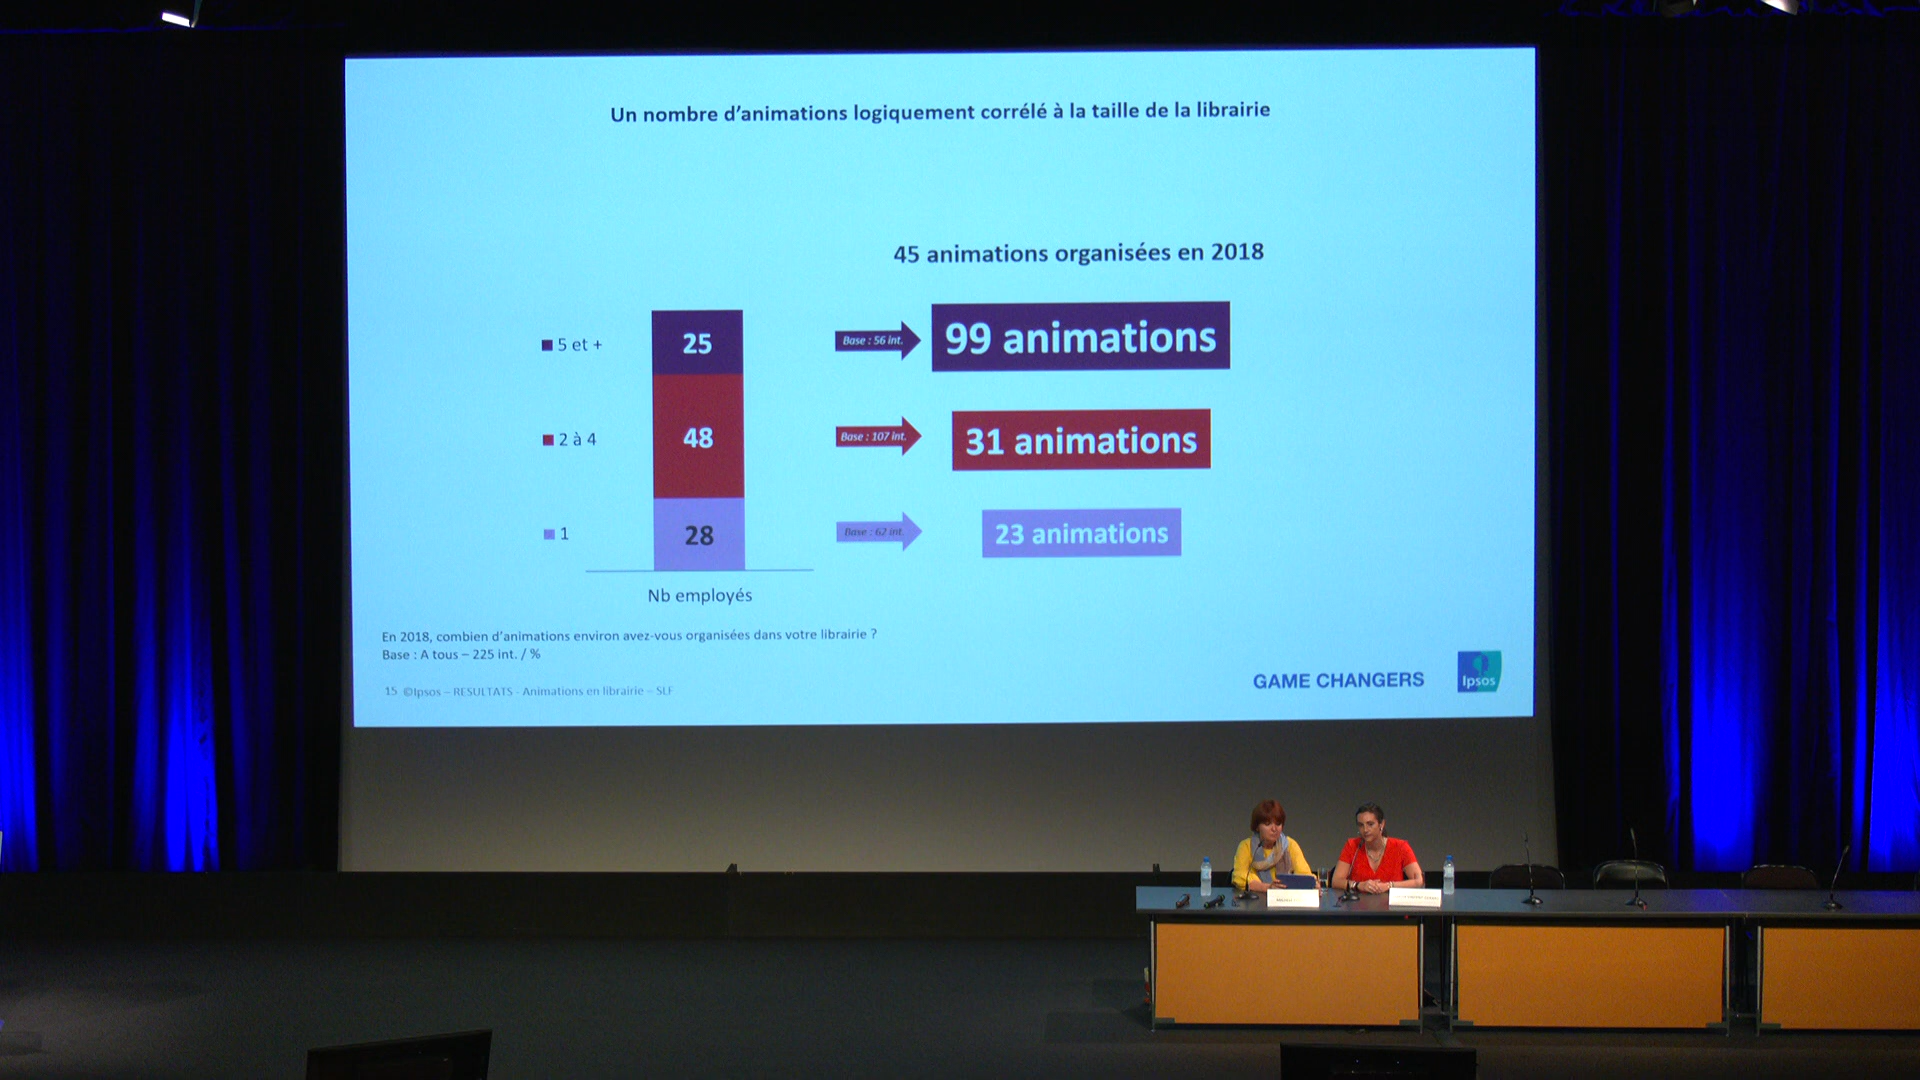 Un nombre d’animations logiquement corrélé à la taille de la librairie
45 animations organisées en 2018
5 et +
25
Base : 56 int.
99 animations
2 à 4
48
Base : 107 int.
31 animations
1
28
Base : 62 int.
23 animations
Nb employés
En 2018, combien d’animations environ avez-vous organisées dans votre librairie ?
Base : A tous – 225 int. / %
15 ©Ipsos – RESULTATS - Animations en librairie – SLF
GAME CHANGERS
Ipsos